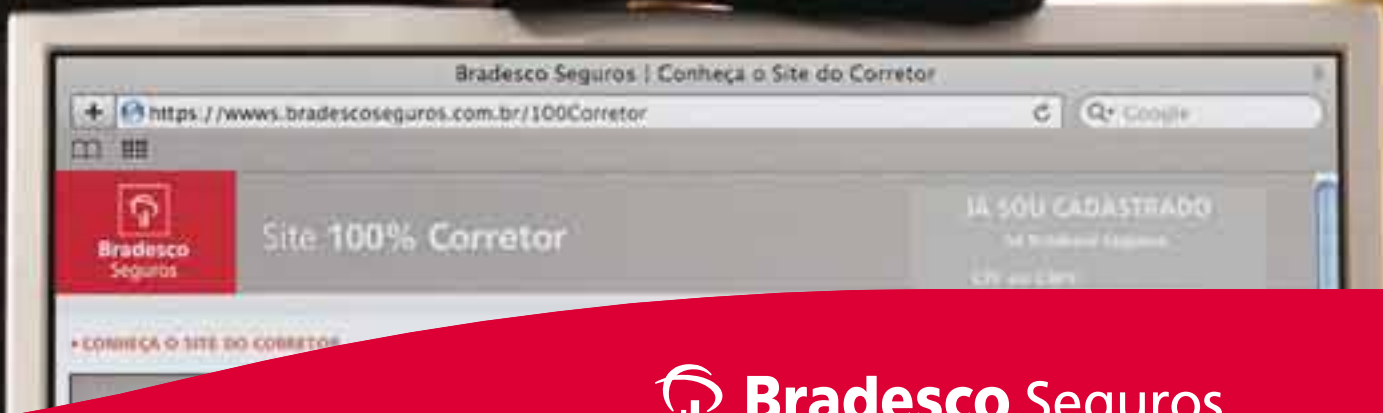 Bradesco Seguros | Conheça o Site do Corretor
https://wwws.bradescoseguros.com.br/100Corretor
Google
Bradesco
Seguros
Site 100% Corretor
JÁ SOU CADASTRADO
• CONHEÇA O SITE DO CORRETOR
Bradesco Seguros